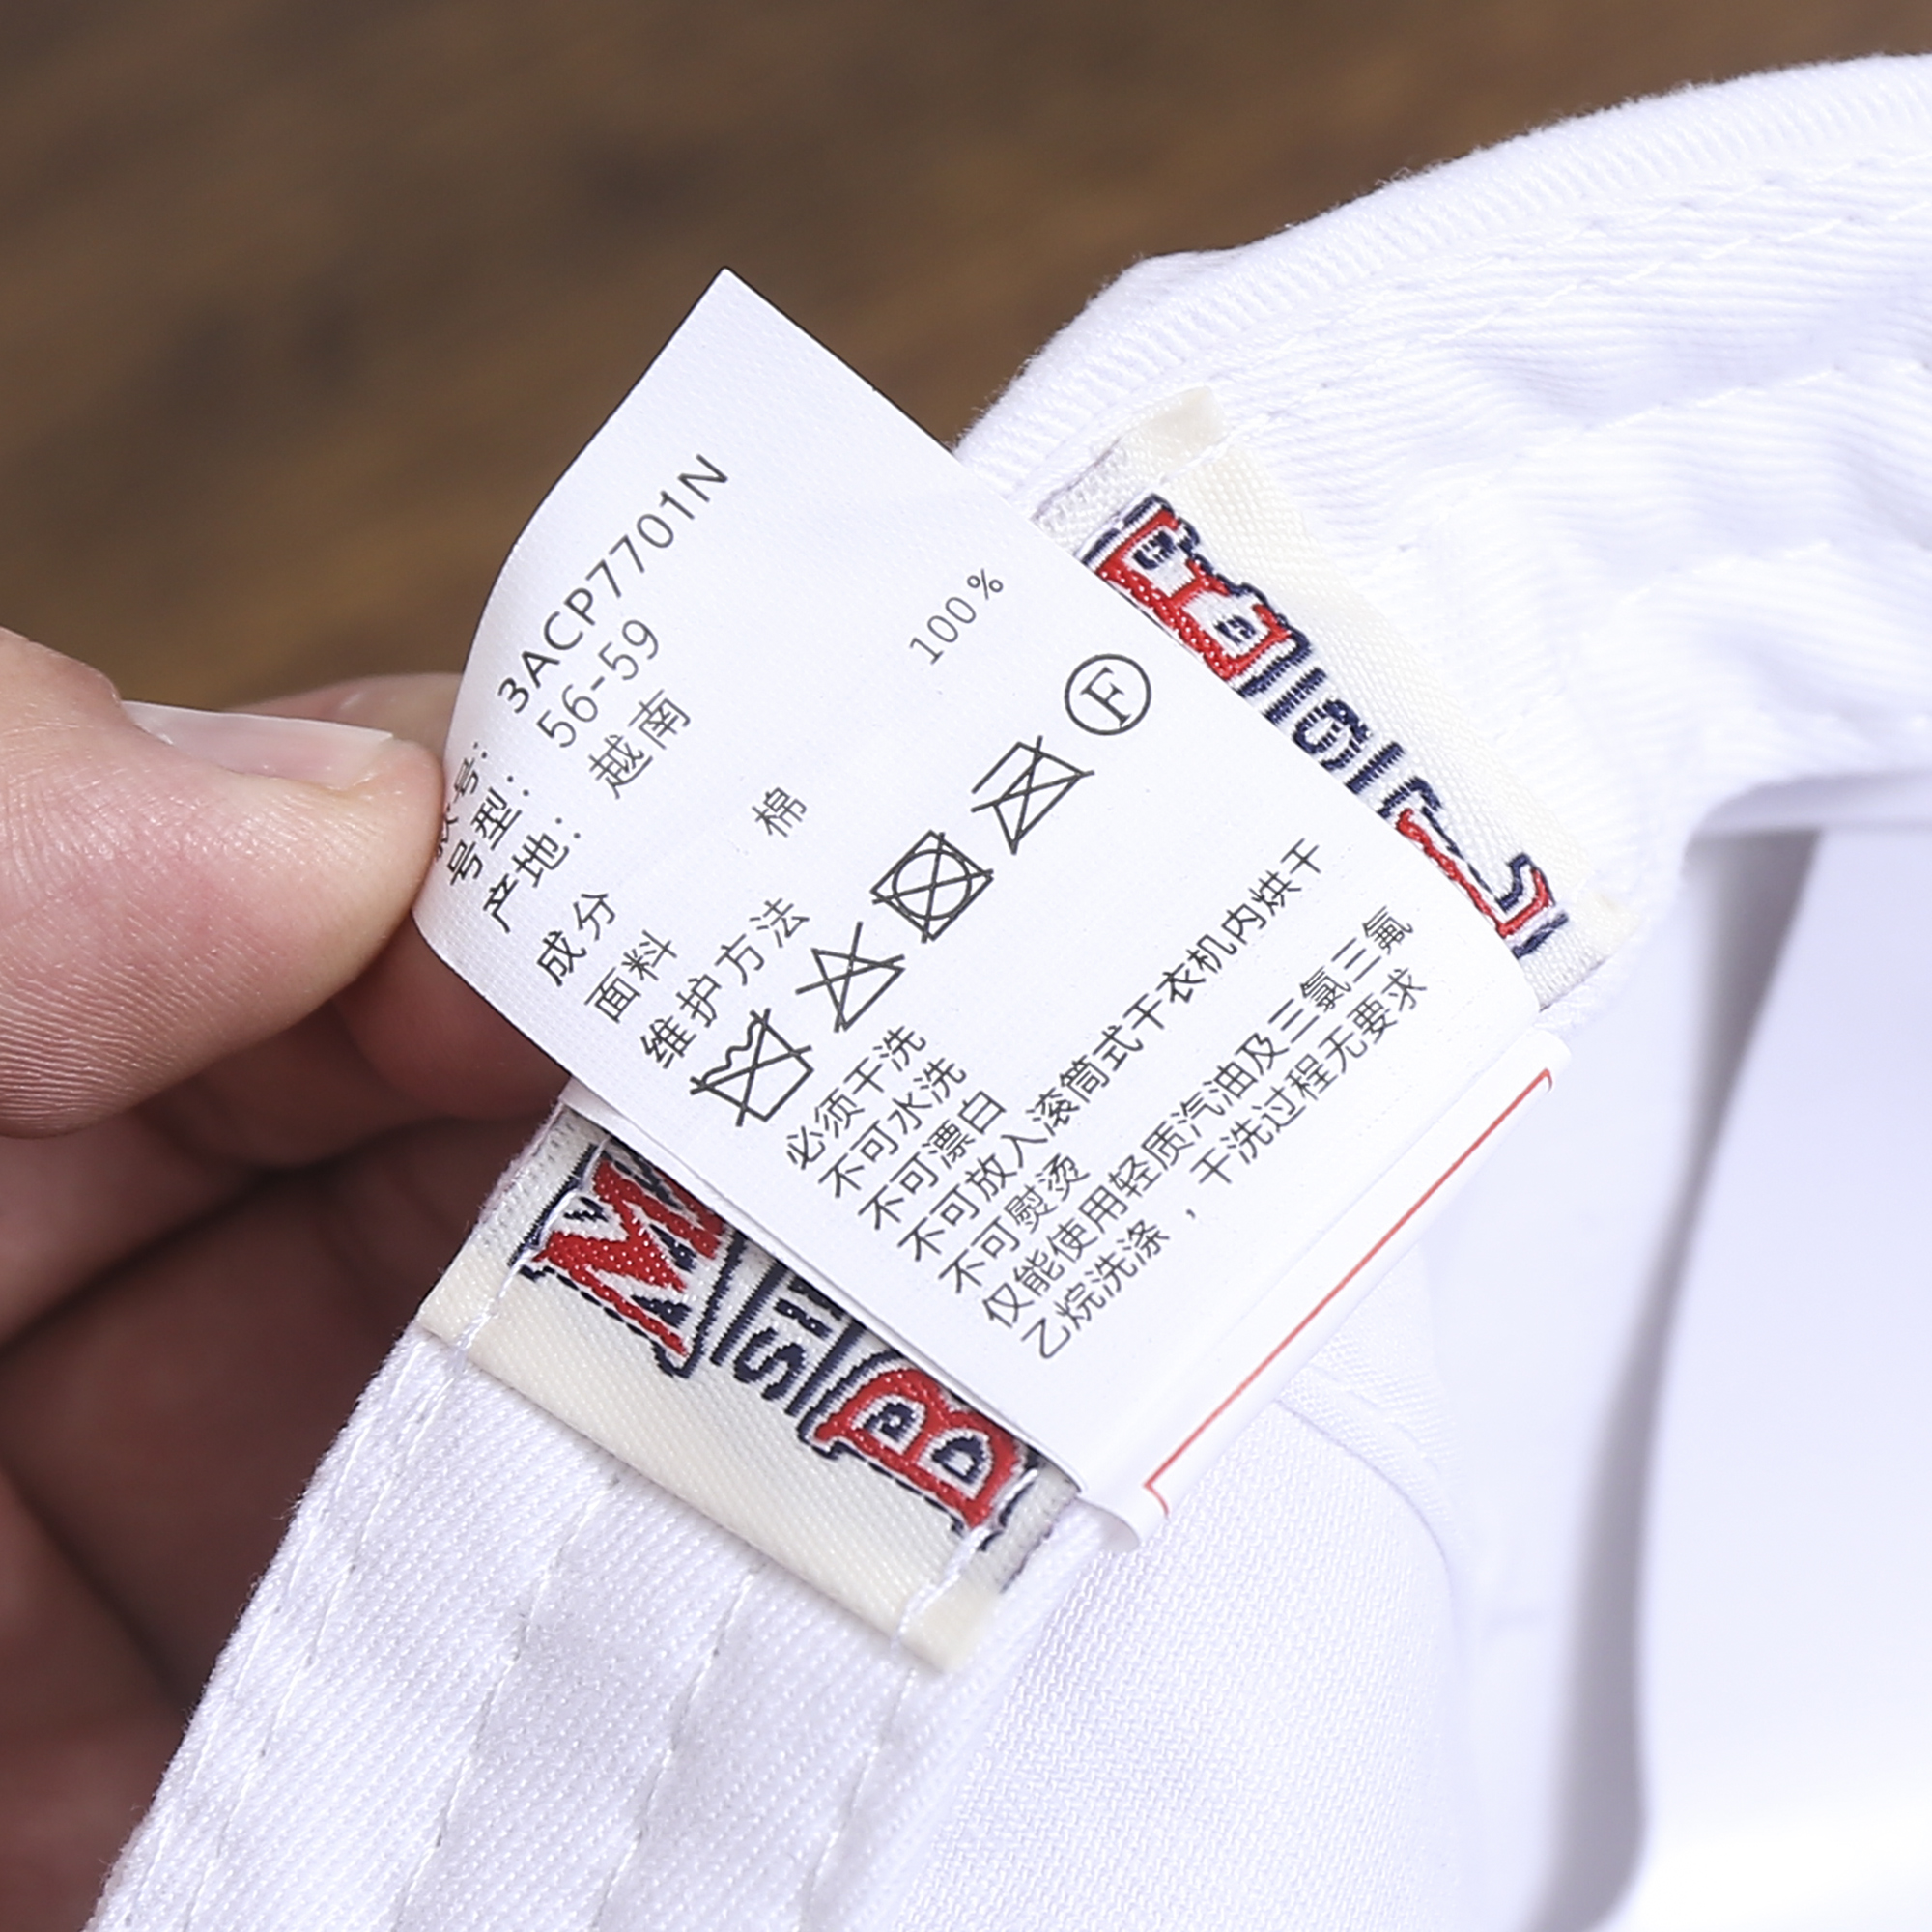 款号: 3ACP7701N
号型: 56-59
产地: 越南
成分
面料 棉 100%
维护方法
F
必须干洗
不可水洗
不可漂白
不可放入滚筒式干衣机内烘干
不可熨烫
仅能使用轻质汽油及三氯三氟
乙烷洗涤，干洗过程无要求
M
B